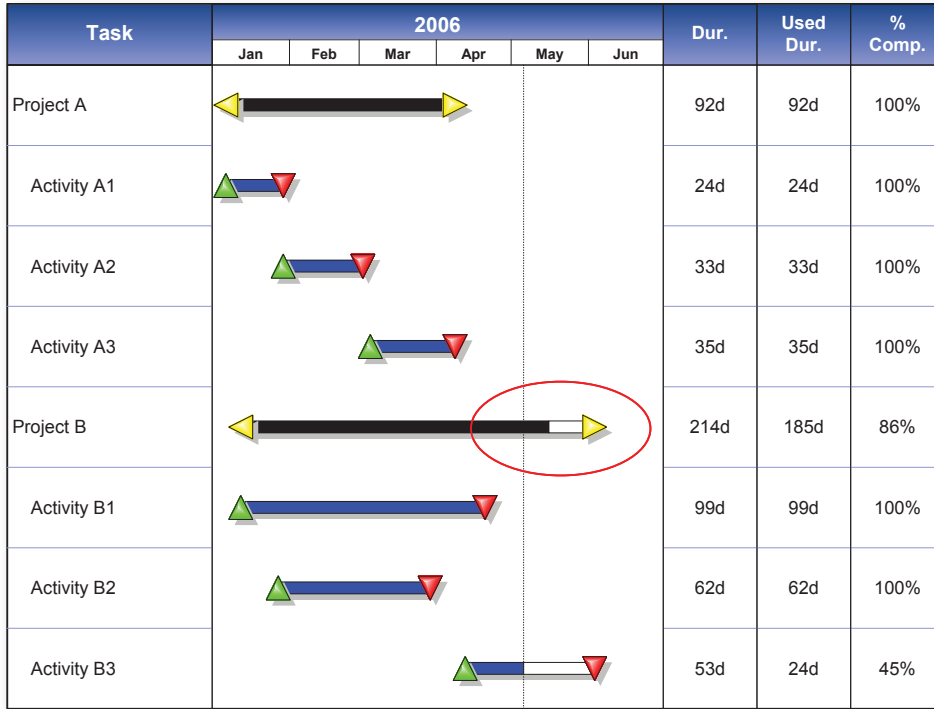 Task 2006 Dur. Used Dur. % Comp.
Jan Feb Mar Apr May Jun
Project A 92d 92d 100%
Activity A1 24d 24d 100%
Activity A2 33d 33d 100%
Activity A3 35d 35d 100%
Project B 214d 185d 86%
Activity B1 99d 99d 100%
Activity B2 62d 62d 100%
Activity B3 53d 24d 45%